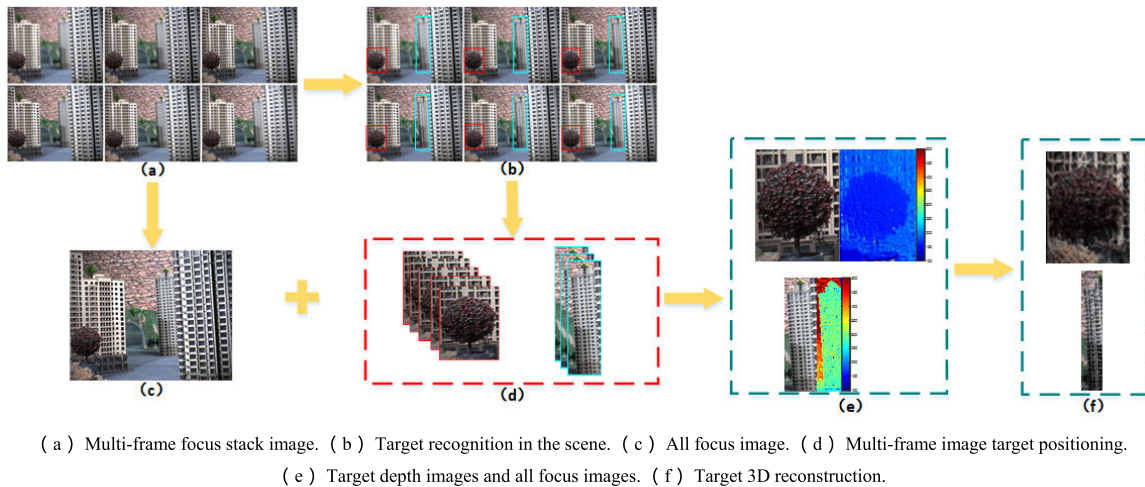 (a)
(b)
(c)
(d)
(e)
(f)
（a）Multi-frame focus stack image.（b）Target recognition in the scene.（c）All focus image.（d）Multi-frame image target positioning.
（e）Target depth images and all focus images.（f）Target 3D reconstruction.